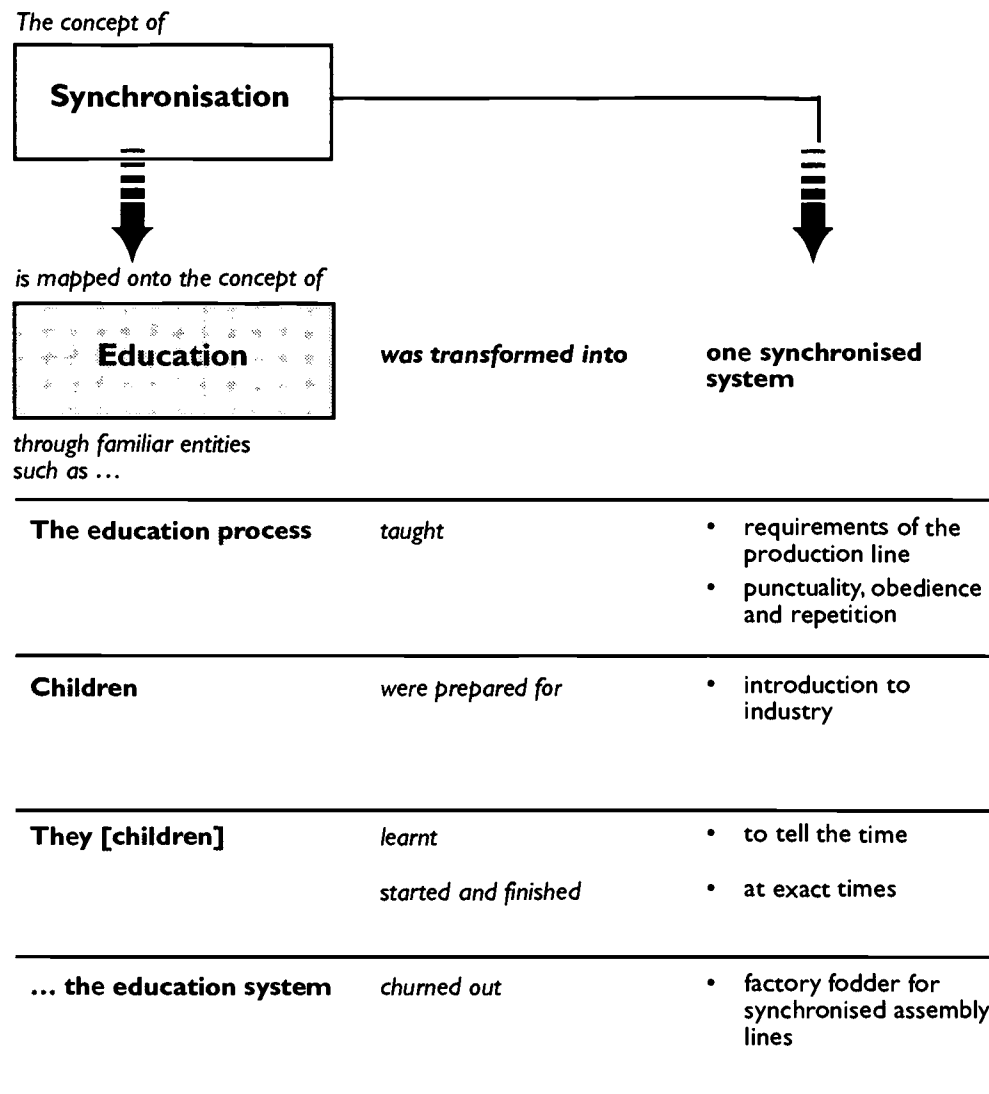 The concept of
Synchronisation
is mapped onto the concept of
Education
was transformed into
one synchronised
system
through familiar entities
such as ...
The education process
taught
• requirements of the
production line
• punctuality, obedience
and repetition
Children
were prepared for
• introduction to
industry
They [children]
learnt
• to tell the time
started and finished
• at exact times
... the education system
churned out
• factory fodder for
synchronised assembly
lines